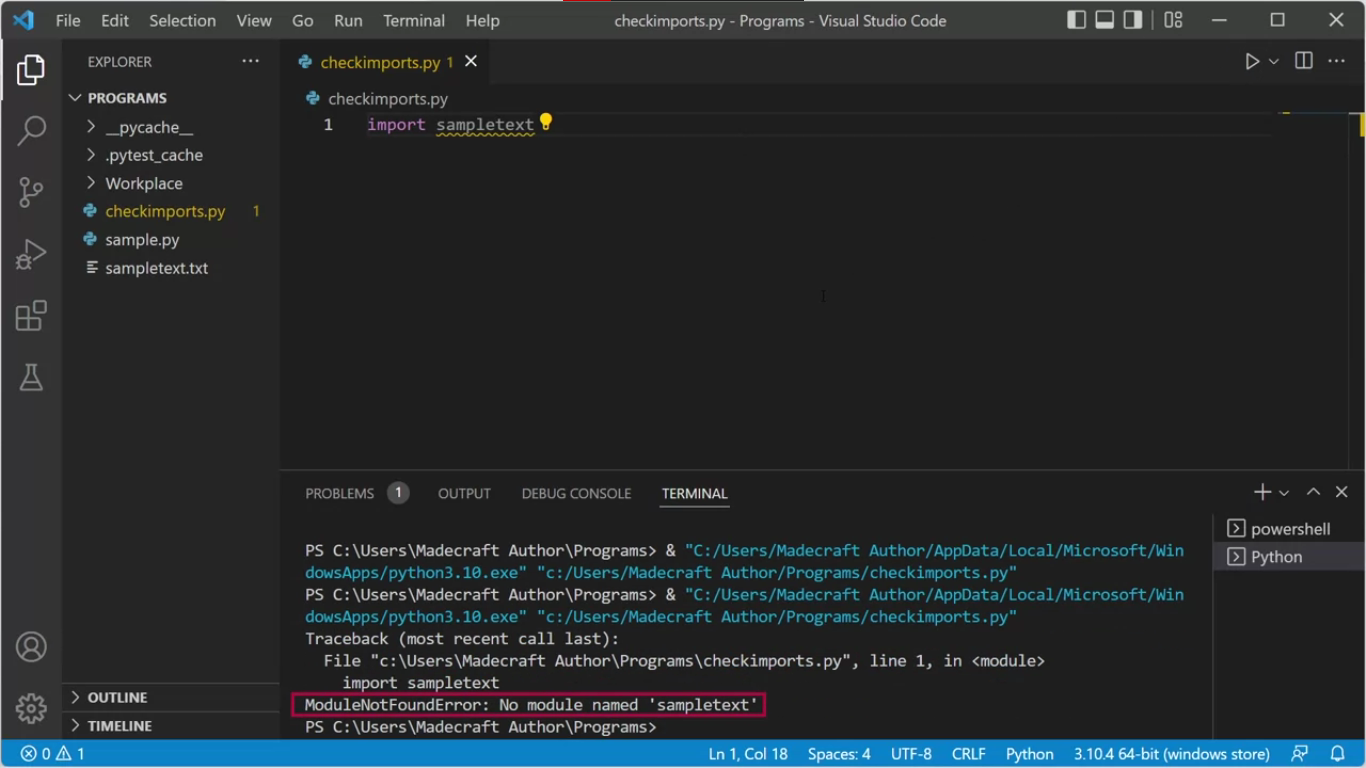 File Edit Selection View Go Run Terminal Help
checkimports.py - Programs - Visual Studio Code
EXPLORER
PROGRAMS
__pycache__
.pytest_cache
Workplace
checkimports.py 1
sample.py
sampletext.txt
OUTLINE
TIMELINE
checkimports.py 1
checkimports.py
1 import sampletext
PROBLEMS 1 OUTPUT DEBUG CONSOLE TERMINAL
PS C:\Users\Madecraft Author\Programs> & "C:/Users/Madecraft Author/AppData/Local/Microsoft/Win
dowsApps/python3.10.exe" "c:/Users/Madecraft Author/Programs/checkimports.py"
PS C:\Users\Madecraft Author\Programs> & "C:/Users/Madecraft Author/AppData/Local/Microsoft/Win
dowsApps/python3.10.exe" "c:/Users/Madecraft Author/Programs/checkimports.py"
Traceback (most recent call last):
File "c:\Users\Madecraft Author\Programs\checkimports.py", line 1, in <module>
import sampletext
ModuleNotFoundError: No module named 'sampletext'
PS C:\Users\Madecraft Author\Programs>
powershell
Python
0 1 Ln 1, Col 18 Spaces: 4 UTF-8 CRLF Python 3.10.4 64-bit (windows store)